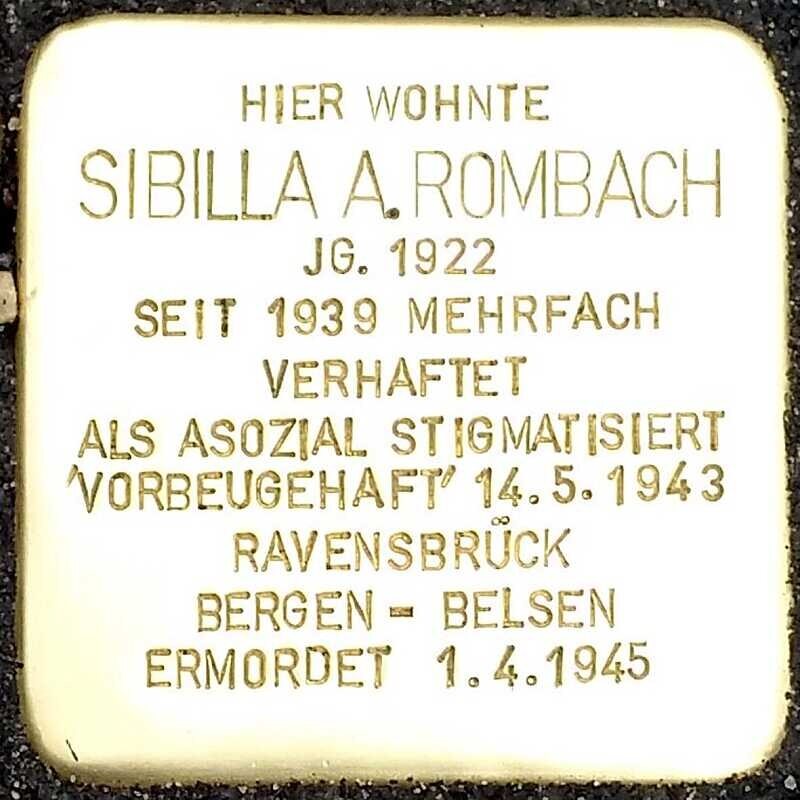 HIER WOHNTE
SIBILLA A. ROMBACH
JG. 1922
SEIT 1939 MEHRFACH
VERHAFTET
ALS ASOZIAL STIGMATISIERT
'VORBEUGEHAFT' 14.5.1943
RAVENSBRÜCK
BERGEN - BELSEN
ERMORDET 1.4.1945